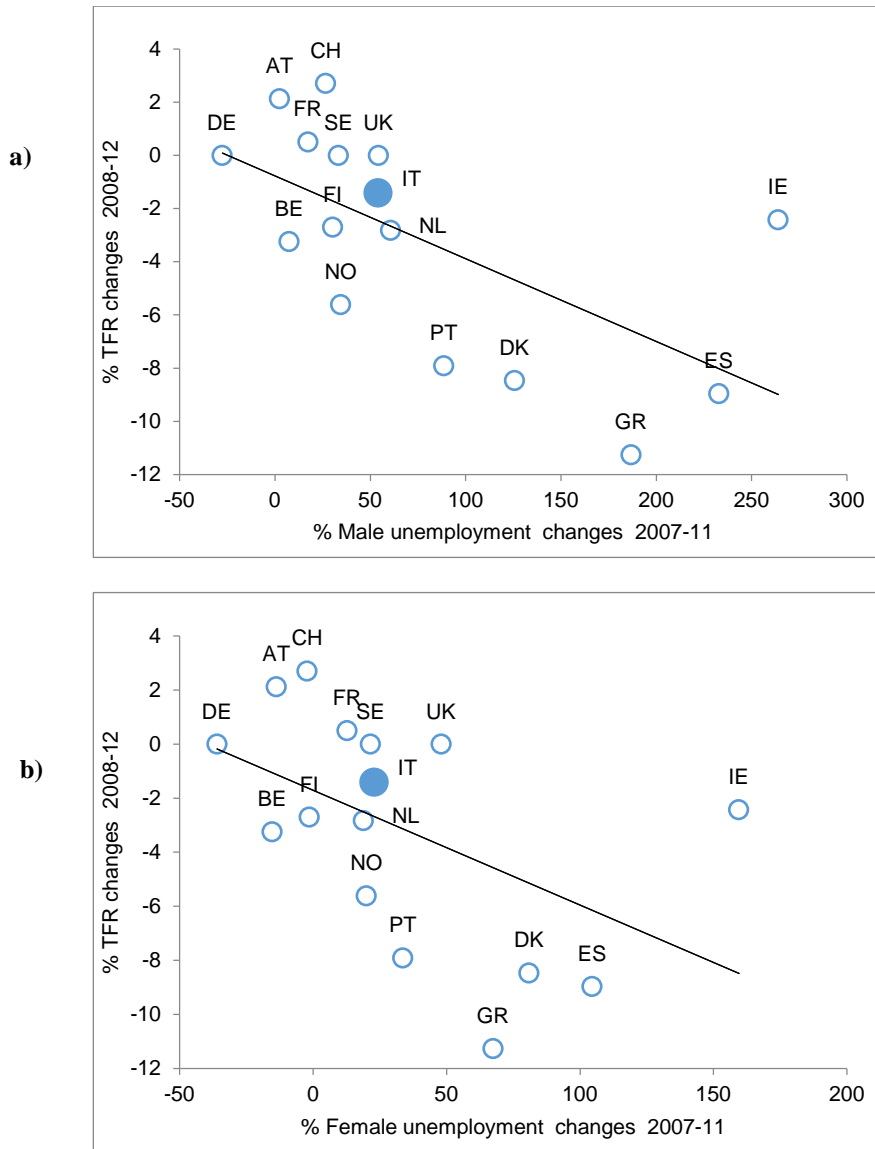 a)
% TFR changes 2008-12
4
2
0
-2
-4
-6
-8
-10
-12
CH
AT
FR
DE
SE
UK
IT
IE
FI
BE
NL
NO
PT
DK
ES
GR
-50
0
50
100
150
200
250
300
% Male unemployment changes 2007-11
b)
% TFR changes 2008-12
4
2
0
-2
-4
-6
-8
-10
-12
CH
AT
FR
DE
SE
UK
IT
IE
FI
BE
NL
NO
PT
DK
ES
GR
-50
0
50
100
150
200
% Female unemployment changes 2007-11